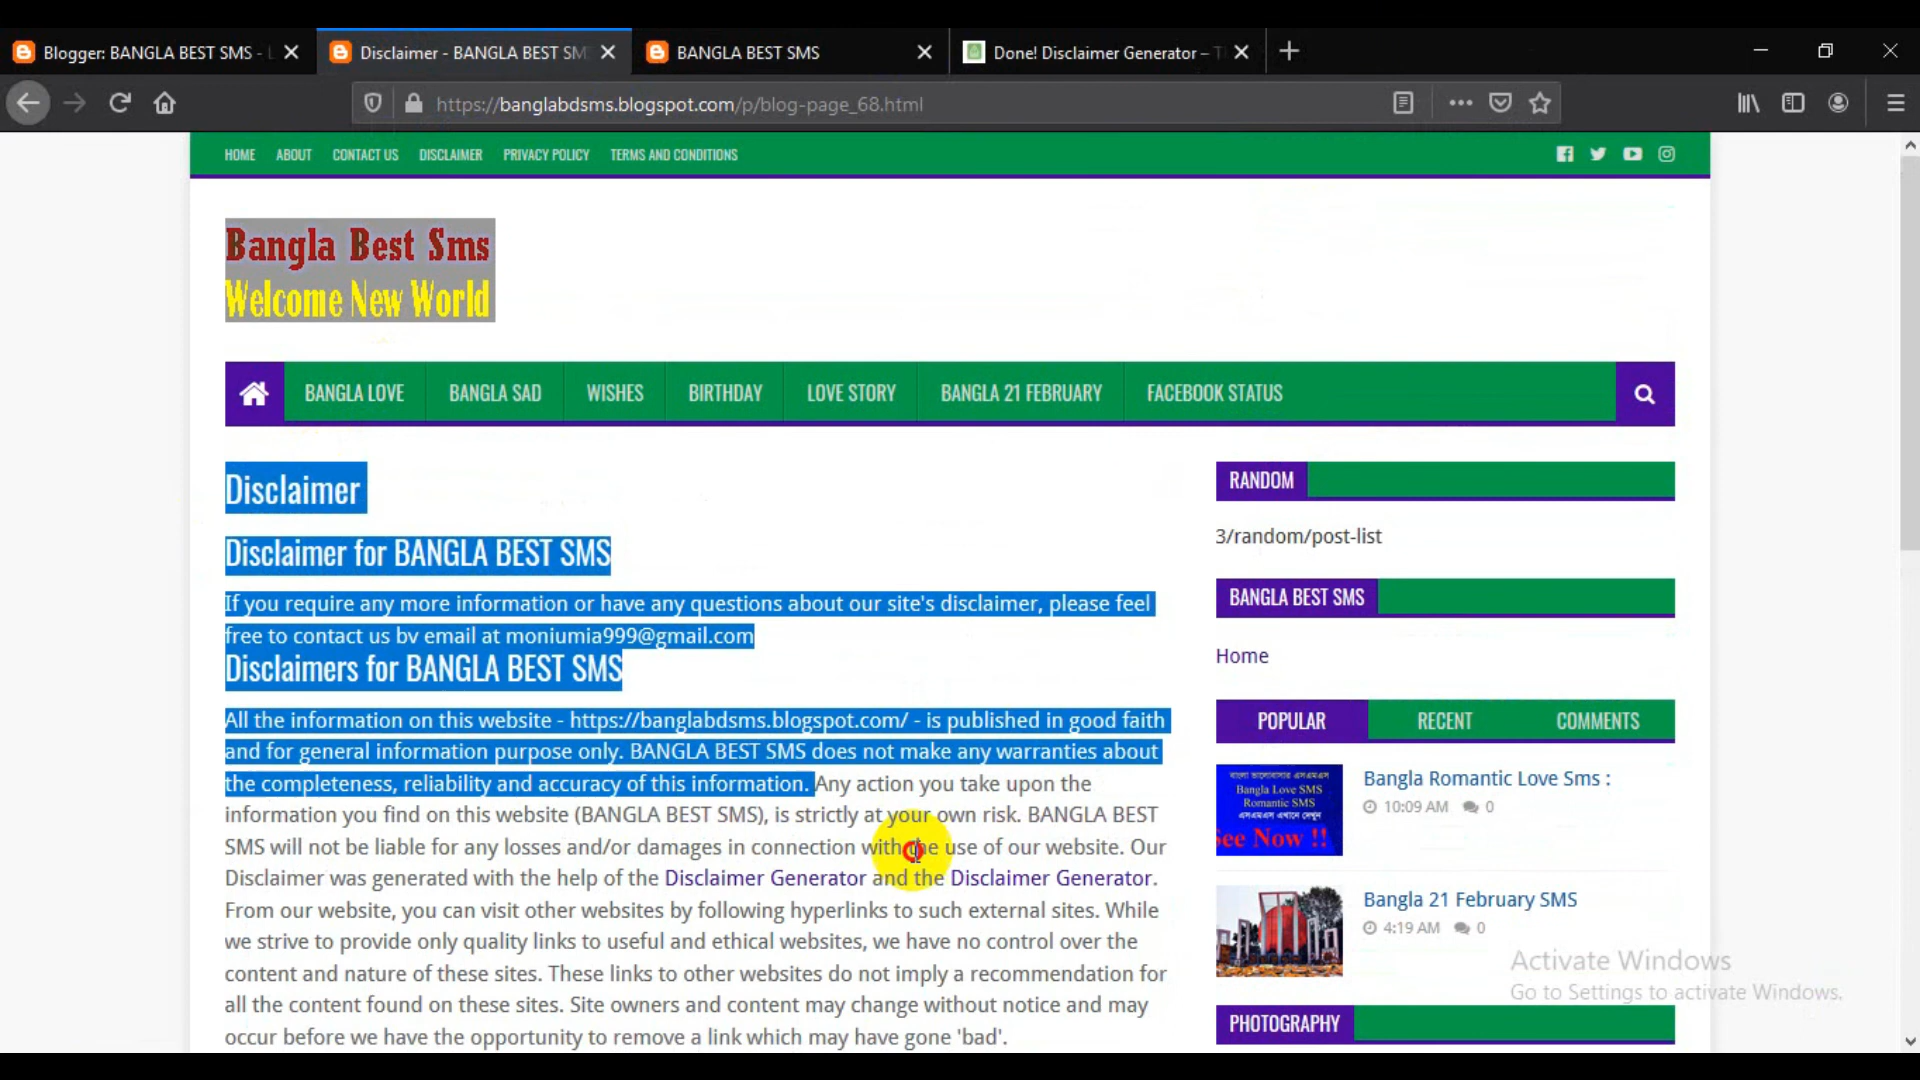 Blogger: BANGLA BEST SMS - L
Disclaimer - BANGLA BEST SM
BANGLA BEST SMS
Done! Disclaimer Generator – T
https://banglabdsms.blogspot.com/p/blog-page_68.html
HOME ABOUT CONTACT US DISCLAIMER PRIVACY POLICY TERMS AND CONDITIONS
Bangla Best Sms
Welcome New World
BANGLA LOVE BANGLA SAD WISHES BIRTHDAY LOVE STORY BANGLA 21 FEBRUARY FACEBOOK STATUS
Disclaimer
Disclaimer for BANGLA BEST SMS
If you require any more information or have any questions about our site's disclaimer, please feel
free to contact us by email at moniumia999@gmail.com
Disclaimers for BANGLA BEST SMS
All the information on this website - https://banglabdsms.blogspot.com/ - is published in good faith
and for general information purpose only. BANGLA BEST SMS does not make any warranties about
the completeness, reliability and accuracy of this information. Any action you take upon the
information you find on this website (BANGLA BEST SMS), is strictly at your own risk. BANGLA BEST
SMS will not be liable for any losses and/or damages in connection with the use of our website. Our
Disclaimer was generated with the help of the Disclaimer Generator and the Disclaimer Generator.
From our website, you can visit other websites by following hyperlinks to such external sites. While
we strive to provide only quality links to useful and ethical websites, we have no control over the
content and nature of these sites. These links to other websites do not imply a recommendation for
all the content found on these sites. Site owners and content may change without notice and may
occur before we have the opportunity to remove a link which may have gone 'bad'.
RANDOM
3/random/post-list
BANGLA BEST SMS
Home
POPULAR RECENT COMMENTS
বাংলা ভালোবাসার এসএমএস
Bangla Love SMS
Romantic SMS
এসএমএস এখানে দেখুন
See Now !!
Bangla Romantic Love Sms :
10:09 AM 0
Bangla 21 February SMS
4:19 AM 0
PHOTOGRAPHY
Activate Windows
Go to Settings to activate Windows.